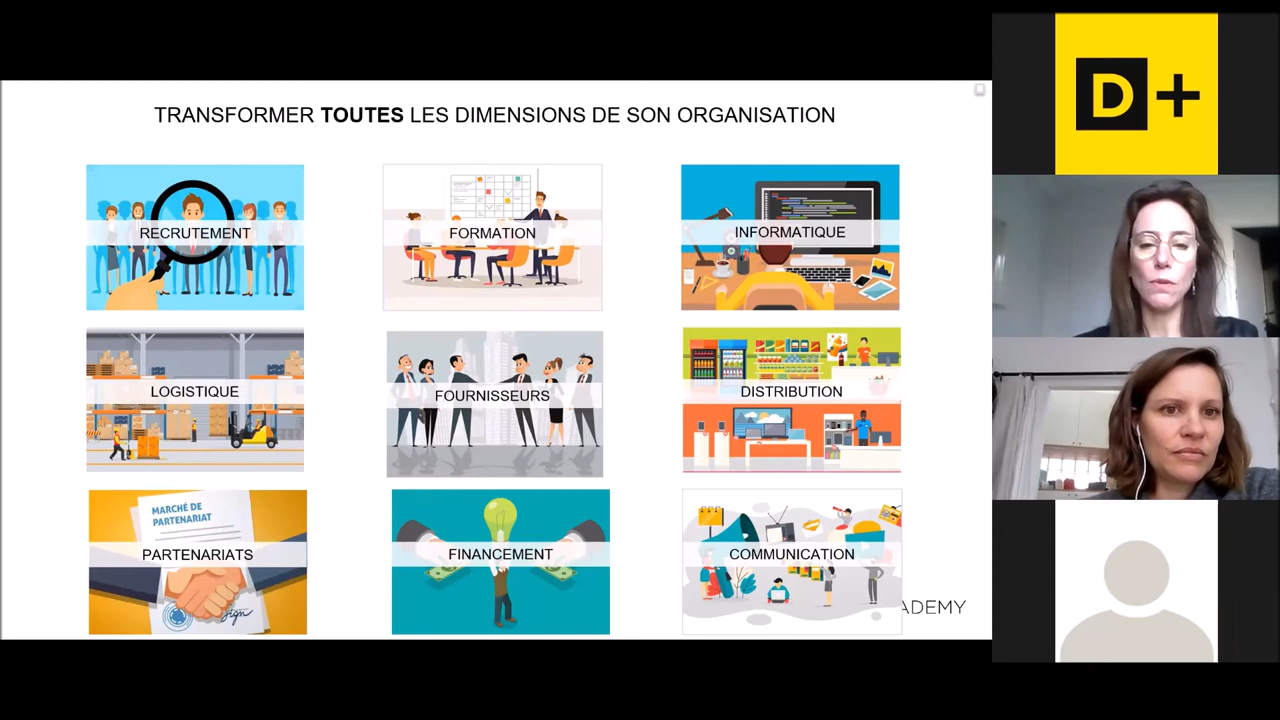 TRANSFORMER TOUTES LES DIMENSIONS DE SON ORGANISATION
RECRUTEMENT
FORMATION
INFORMATIQUE
LOGISTIQUE
FOURNISSEURS
DISTRIBUTION
MARCHÉ DE
PARTENARIAT
PARTENARIATS
Sign
FINANCEMENT
COMMUNICATION
ADEMY
D+